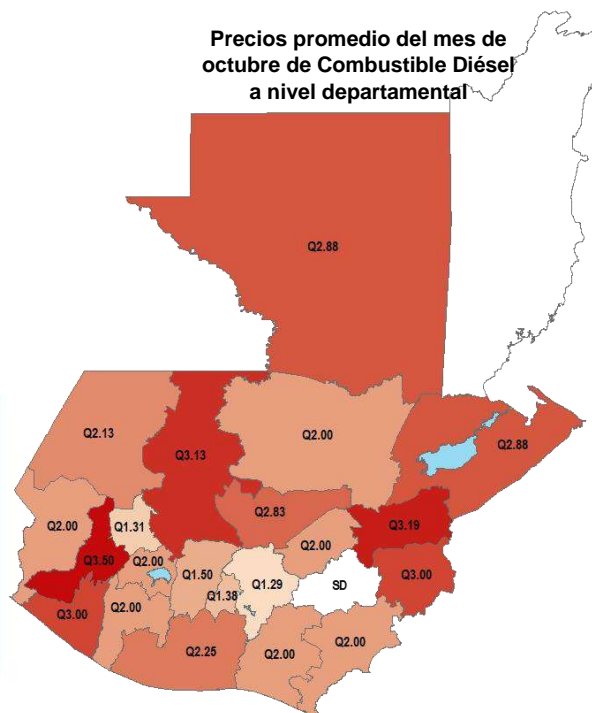 Precios promedio del mes de
octubre de Combustible Diésel
a nivel departamental
Q2.88
Q2.13
Q3.13
Q2.00
Q2.88
Q2.83
Q3.19
Q2.00
Q1.31
Q2.00
Q3.50
Q2.00
Q1.50
Q1.29
SD
Q3.00
Q3.00
Q2.00
Q1.38
Q2.25
Q2.00
Q2.00